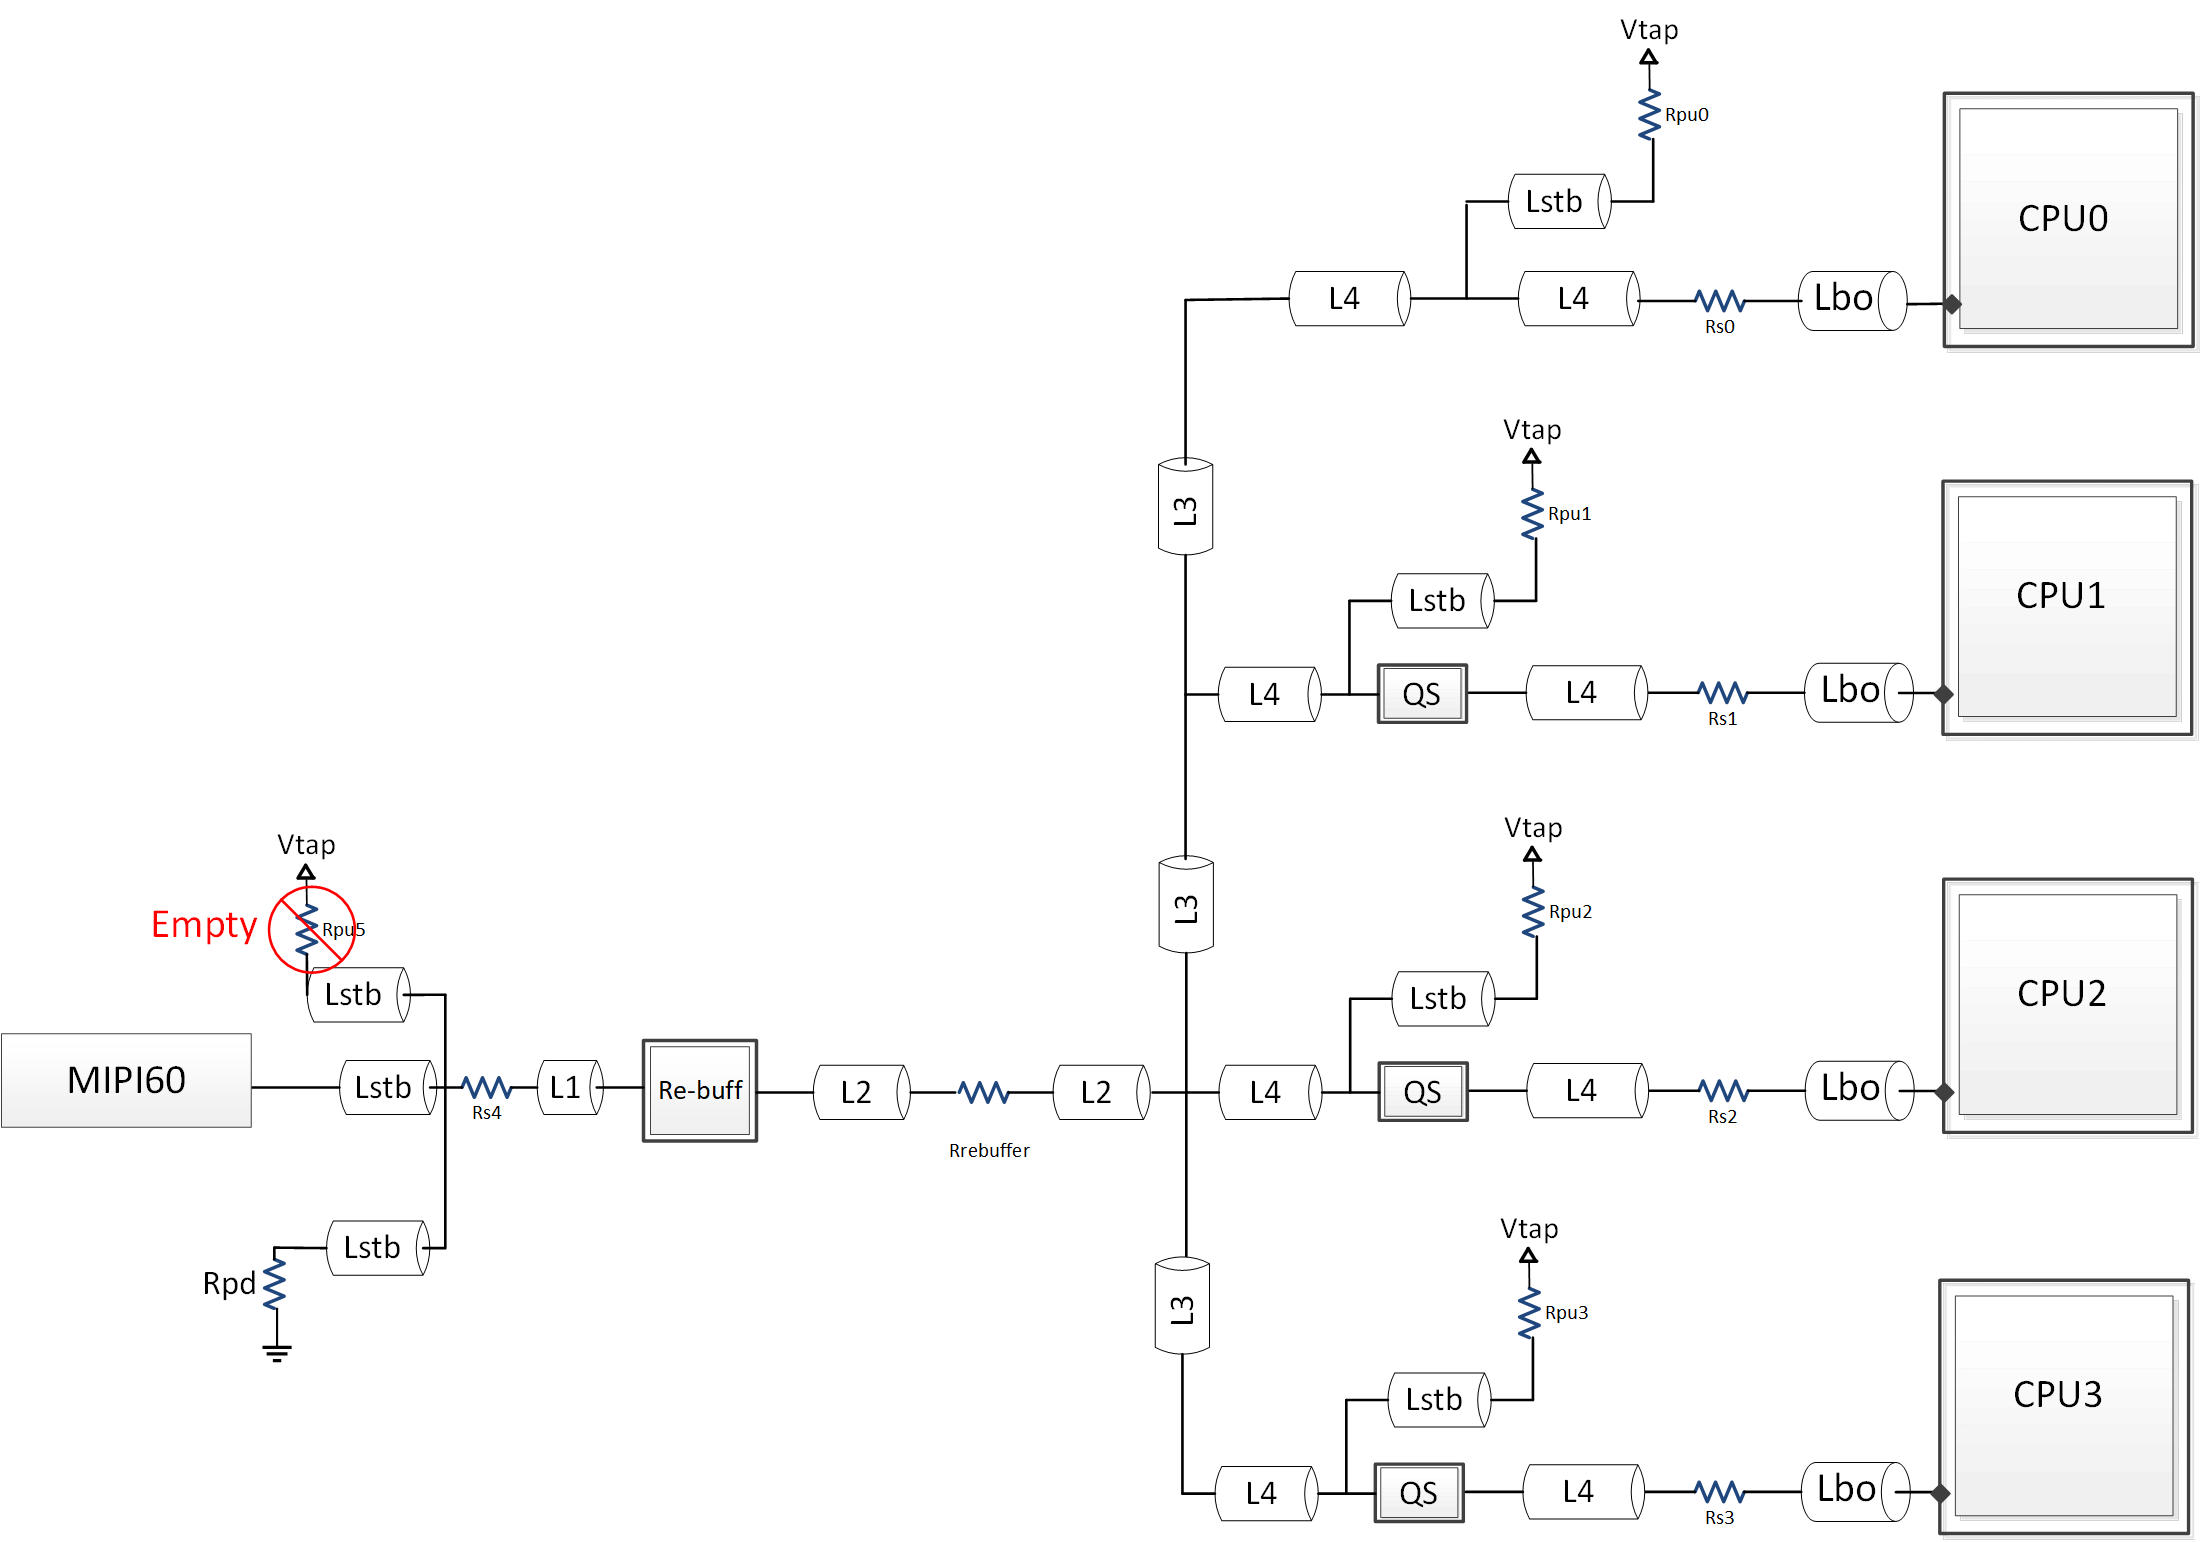 Vtap
Rpu0
Lstb
CPU0
L4
L4
Rs0
Lbo
Vtap
L3
Rpu1
Lstb
CPU1
L4
QS
L4
Rs1
Lbo
Vtap
Vtap
Empty
Rpu5
L3
Rpu2
Lstb
Lstb
CPU2
MIPI60
Lstb
Rs4
L1
Re-buff
L2
Rrebuffer
L2
L4
QS
L4
Rs2
Lbo
Vtap
Rpd
Lstb
L3
Rpu3
Lstb
CPU3
L4
QS
L4
Rs3
Lbo